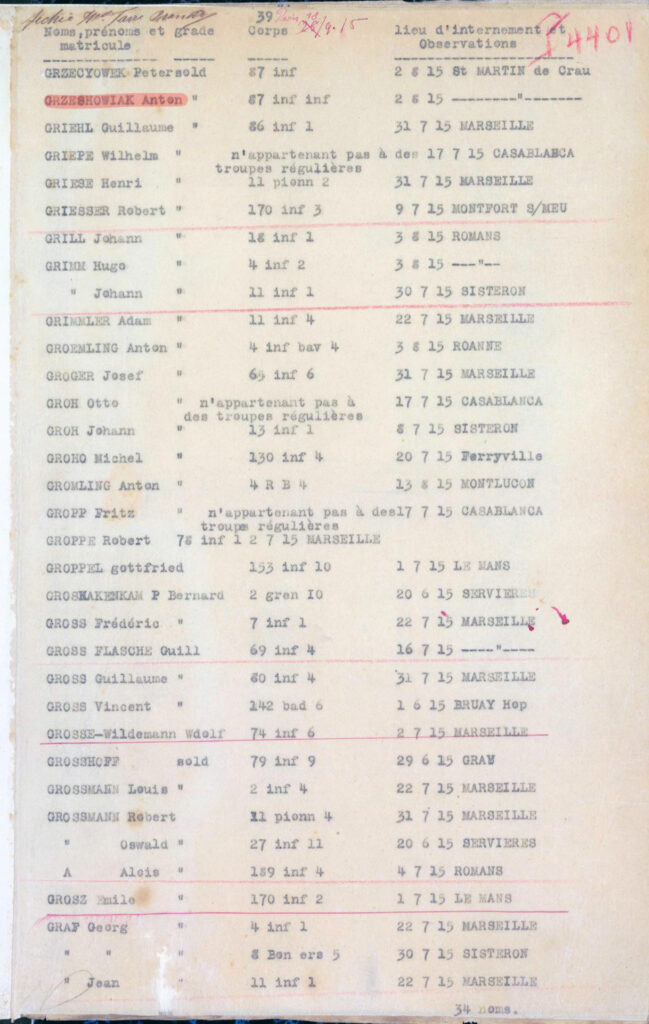 39
Noms,prénoms et grade Corps lieu d'internement et
matricule Observations
4401
GRZECYOWEK Petersold 87 inf 2 8 15 St MARTIN de Crau
GRZESHOWIAK Anton " 87 inf inf 2 8 15 --------"-------
GRIEHL Guillaume " 86 inf 1 31 7 15 MARSEILLE
GRIEPE Wilhelm " n'appartenant pas à des 17 7 15 CASABLANCA
troupes régulières
GRIESE Henri " 11 pionn 2 31 7 15 MARSEILLE
GRIESSER Robert " 170 inf 3 9 7 15 MONTFORT S/MEU
GRILL Johann " 18 inf 1 3 8 15 ROMANS
GRIMM Hugo " 4 inf 2 3 8 15 ---"--
" Johann " 11 inf 1 30 7 15 SISTERON
GRIMMLER Adam " 11 inf 4 22 7 15 MARSEILLE
GROEMLING Anton " 4 inf bav 4 3 8 15 ROANNE
GROGER Josef " 65 inf 6 31 7 15 MARSEILLE
GROH Otto " n'appartenant pas à 17 7 15 CASABLANCA
des troupes régulières
GROH Johann " 13 inf 1 8 7 15 SISTERON
GROHO Michel " 130 inf 4 20 7 15 Ferryville
GROMLING Anton " 4 R B 4 13 8 15 MONTLUCON
GROPP Fritz " n'appartenant pas à des17 7 15 CASABLANCA
troupe régulières
GROPPE Robert 78 inf 1 2 7 15 MARSEILLE
GROPPEL gottfried 153 inf 10 1 7 15 LE MANS
GROSKAKENKAM P Bernard 2 gren I0 20 6 15 SERVIERES
GROSS Frédéric " 7 inf 1 22 7 15 MARSEILLE
GROSS FLASCHE Guill 69 inf 4 16 7 15 ----"----
GROSS Guillaume " 80 inf 4 31 7 15 MARSEILLE
GROSS Vincent " 142 bad 6 1 6 15 BRUAY Hop
GROSSE-Wildemann Wdolf 74 inf 6 2 7 15 MARSEILLE
GROSSHOFF sold 79 inf 9 29 6 15 GRAV
GROSSMANN Louis " 2 inf 4 22 7 15 MARSEILLE
GROSSMANN Robert 11 pionn 4 31 7 15 MARSEILLE
" Oswald " 27 inf 11 20 6 15 SERVIERES
A Alois " 189 inf 4 4 7 15 ROMANS
GROSZ Emile " 170 inf 2 1 7 15 LE MANS
GRAF Georg " 4 inf 1 22 7 15 MARSEILLE
" " " 8 Bon ers 5 30 7 15 SISTERON
" Jean " 11 inf 1 22 7 15 MARSEILLE
34 noms.